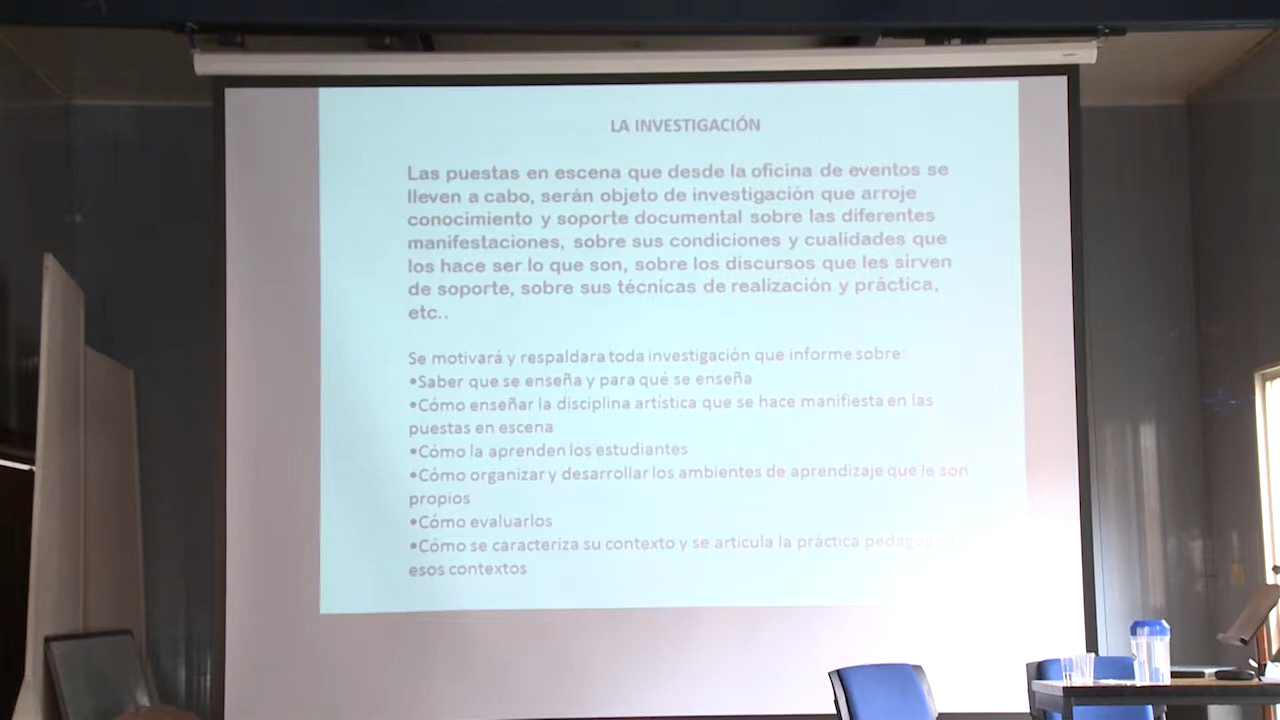 LA INVESTIGACIÓN
Las puestas en escena que desde la oficina de eventos se
lleven a cabo, serán objeto de investigación que arroje
conocimiento y soporte documental sobre las diferentes
manifestaciones, sobre sus condiciones y cualidades que
los hace ser lo que son, sobre los discursos que les sirven
de soporte, sobre sus técnicas de realización y práctica,
etc..
Se motivará y respaldara toda investigación que informe sobre:
•Saber que se enseña y para qué se enseña
•Cómo enseñar la disciplina artística que se hace manifiesta en las
puestas en escena
•Cómo la aprenden los estudiantes
•Cómo organizar y desarrollar los ambientes de aprendizaje que le son
propios
•Cómo evaluarlos
•Cómo se caracteriza su contexto y se articula la práctica
esos contextos